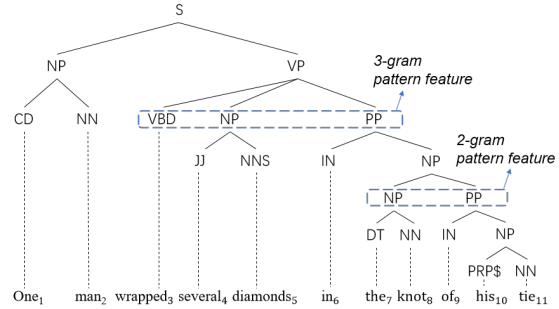 S
NP VP
3-gram
pattern feature
CD NN VBD NP PP
2-gram
pattern feature
JJ NNS IN NP
NP PP
DT NN IN NP
PRP$ NN
One1 man2 wrapped3 several4 diamonds5 in6 the7 knot8 of9 his10 tie11